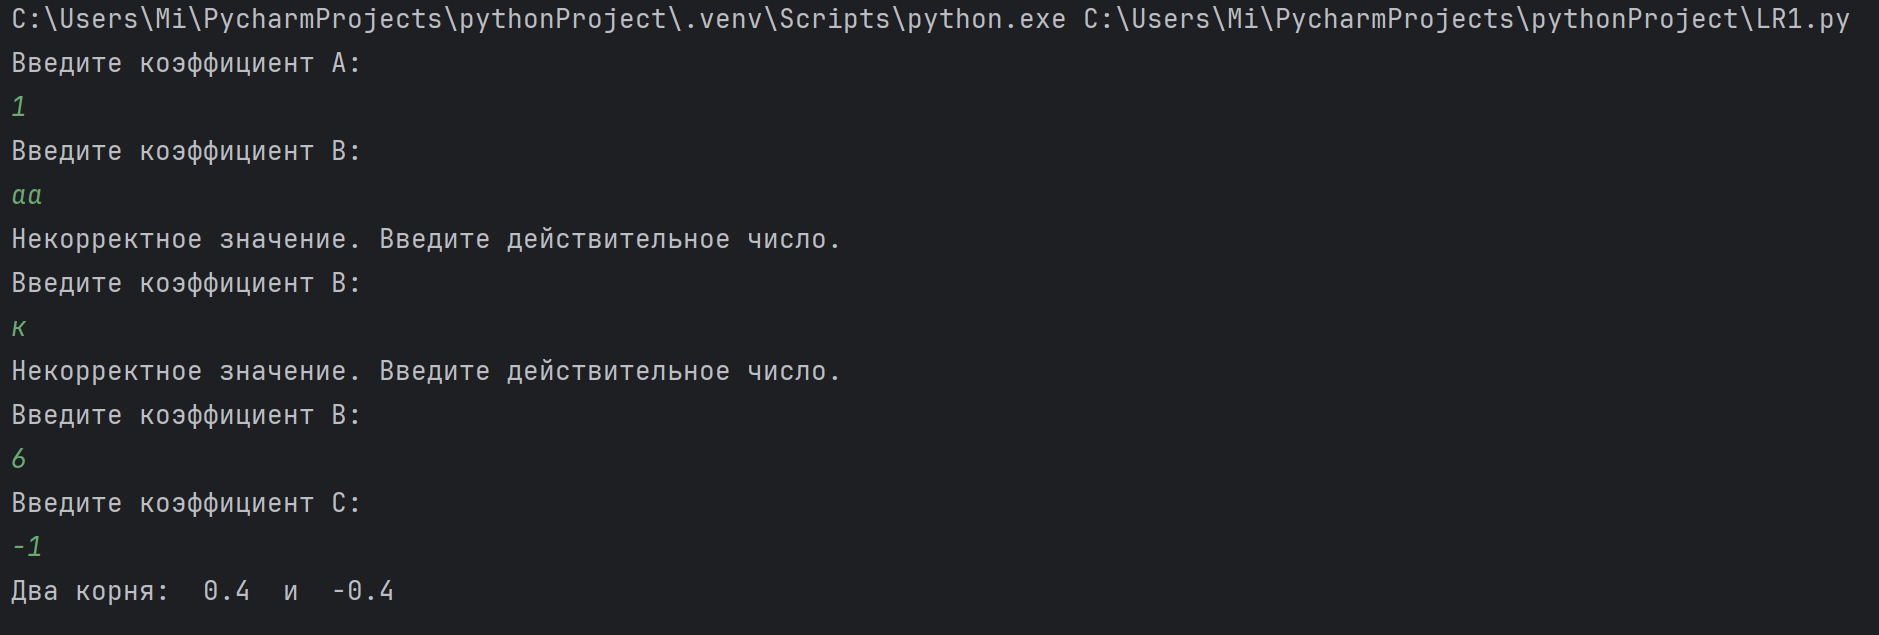 C:\Users\Mi\PycharmProjects\pythonProject\.venv\Scripts\python.exe C:\Users\Mi\PycharmProjects\pythonProject\LR1.py
Введите коэффициент А:
1
Введите коэффициент В:
аа
Некорректное значение. Введите действительное число.
Введите коэффициент В:
к
Некорректное значение. Введите действительное число.
Введите коэффициент В:
6
Введите коэффициент С:
-1
Два корня:  0.4  и  -0.4